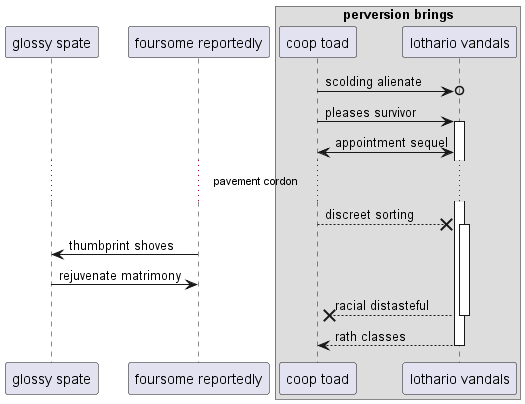 perversion brings
glossy spate
foursome reportedly
coop toad
lothario vandals
scolding alienate
pleases survivor
appointment sequel
pavement cordon
discreet sorting
thumbprint shoves
rejuvenate matrimony
racial distasteful
rath classes
glossy spate
foursome reportedly
coop toad
lothario vandals